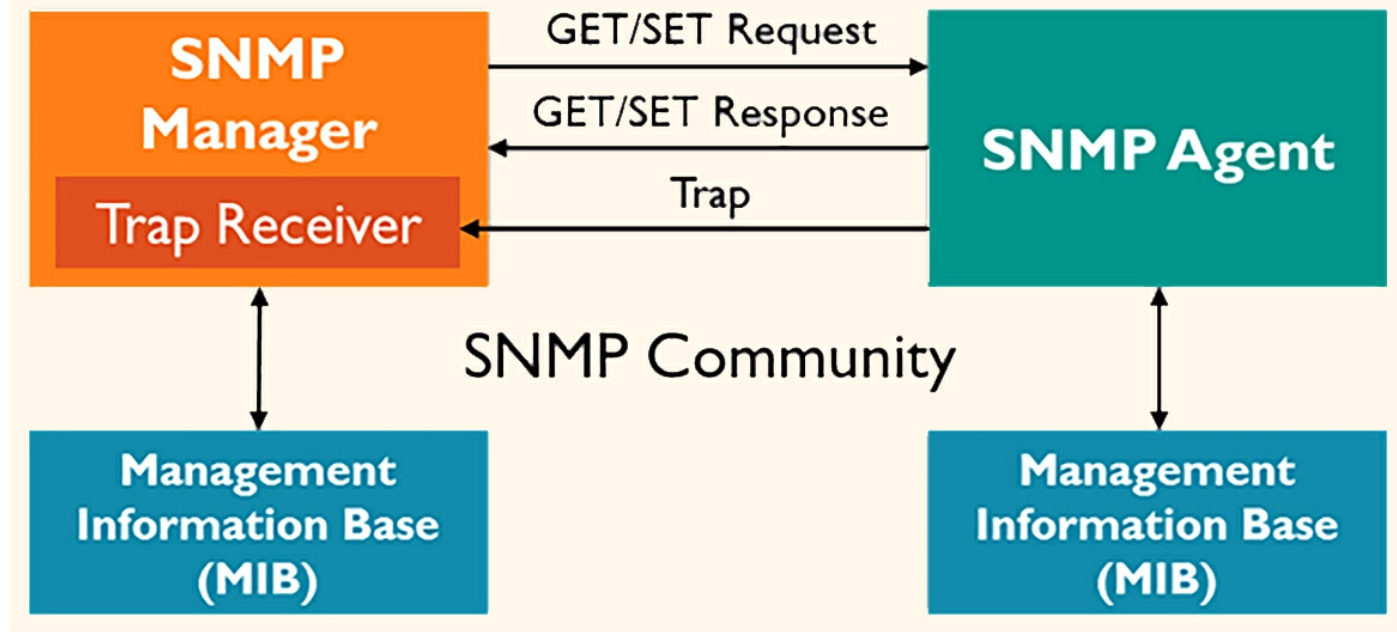 SNMP
Manager
Trap Receiver
GET/SET Request
GET/SET Response
Trap
SNMP Agent
SNMP Community
Management
Information Base
(MIB)
Management
Information Base
(MIB)